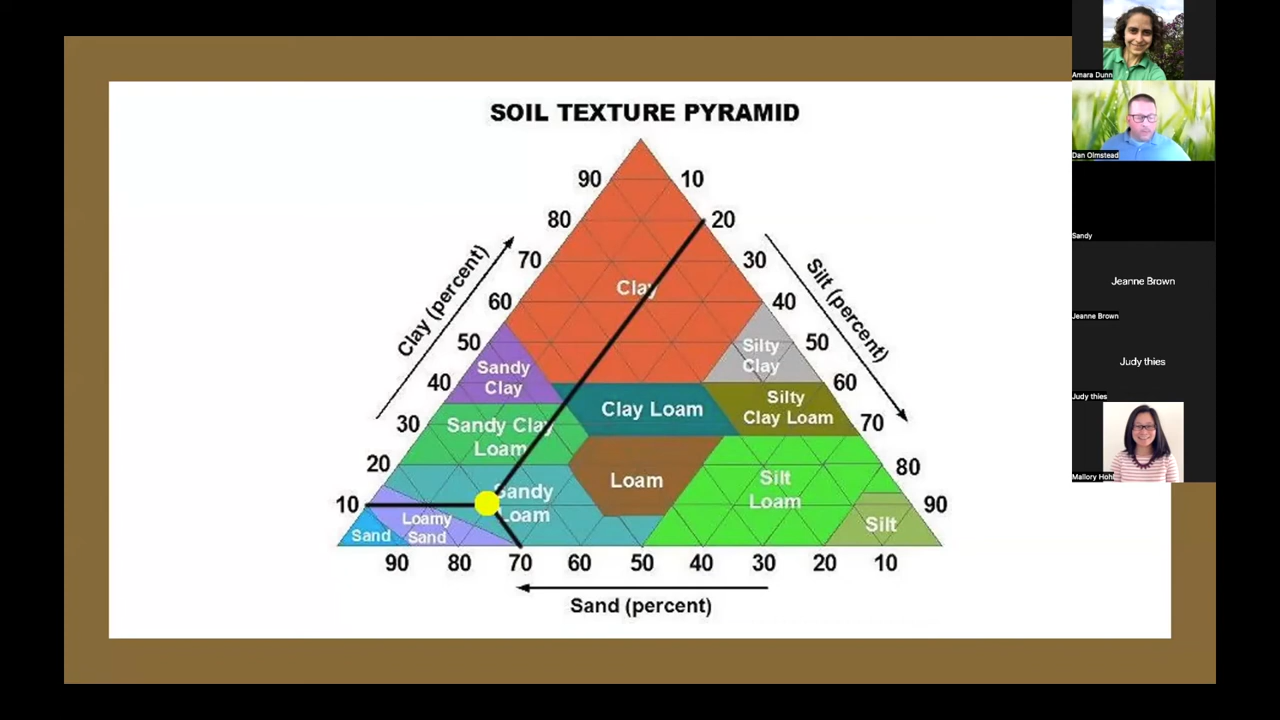 SOIL TEXTURE PYRAMID
90
10
80
20
70
30
60
40
50
50
40
60
30
70
20
80
10
90
Clay (percent)
Silt (percent)
Clay
Silty
Clay
Sandy
Clay
Clay Loam
Silty
Clay Loam
Sandy Clay
Loam
Loam
Silt
Loam
Sandy
Loam
Loamy
Sand
Sand
Silt
90 80 70 60 50 40 30 20 10
Sand (percent)
Amara Dunn
Dan Olmstead
Sandy
Jeanne Brown
Jeanne Brown
Judy thies
Judy thies
Mallory Hohl